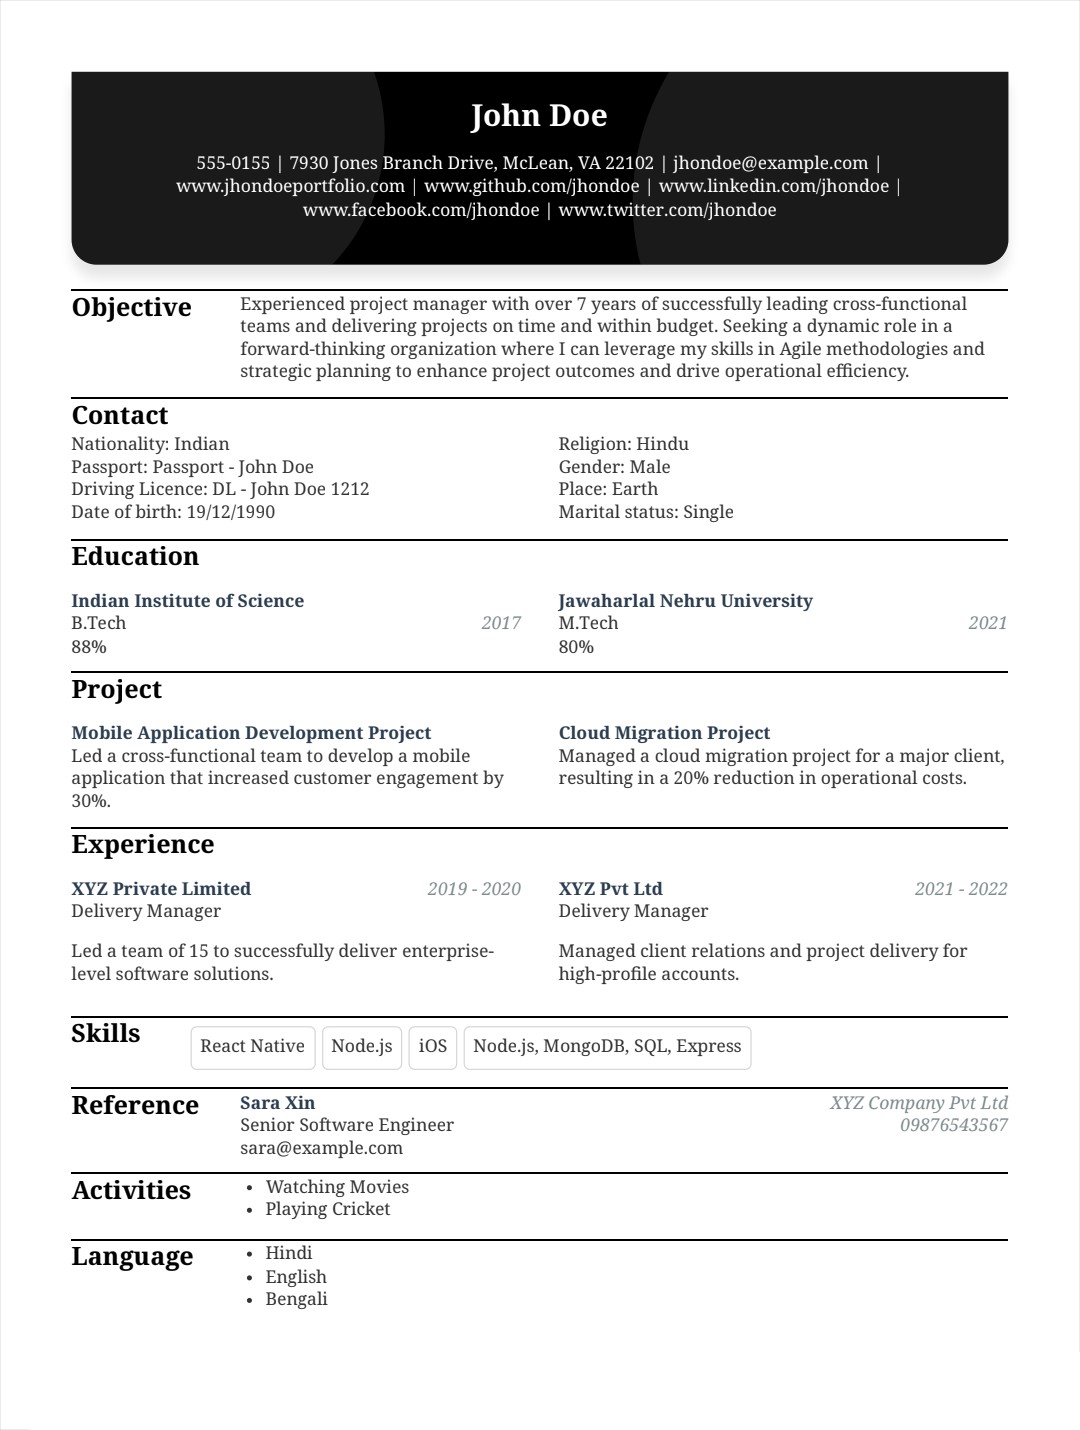 John Doe
555-0155 | 7930 Jones Branch Drive, McLean, VA 22102 | jhondoe@example.com |
www.jhondoeportfolio.com | www.github.com/jhondoe | www.linkedin.com/jhondoe |
www.facebook.com/jhondoe | www.twitter.com/jhondoe
Objective
Experienced project manager with over 7 years of successfully leading cross-functional
teams and delivering projects on time and within budget. Seeking a dynamic role in a
forward-thinking organization where I can leverage my skills in Agile methodologies and
strategic planning to enhance project outcomes and drive operational efficiency.
Contact
Nationality: Indian
Passport: Passport - John Doe
Driving Licence: DL - John Doe 1212
Date of birth: 19/12/1990
Religion: Hindu
Gender: Male
Place: Earth
Marital status: Single
Education
Indian Institute of Science
B.Tech 2017
88%
Jawaharlal Nehru University
M.Tech 2021
80%
Project
Mobile Application Development Project
Led a cross-functional team to develop a mobile
application that increased customer engagement by
30%.
Cloud Migration Project
Managed a cloud migration project for a major client,
resulting in a 20% reduction in operational costs.
Experience
XYZ Private Limited 2019 - 2020
Delivery Manager
Led a team of 15 to successfully deliver enterprise-
level software solutions.
XYZ Pvt Ltd 2021 - 2022
Delivery Manager
Managed client relations and project delivery for
high-profile accounts.
Skills
React Native Node.js iOS Node.js, MongoDB, SQL, Express
Reference
Sara Xin XYZ Company Pvt Ltd
Senior Software Engineer 09876543567
sara@example.com
Activities
• Watching Movies
• Playing Cricket
Language
• Hindi
• English
• Bengali